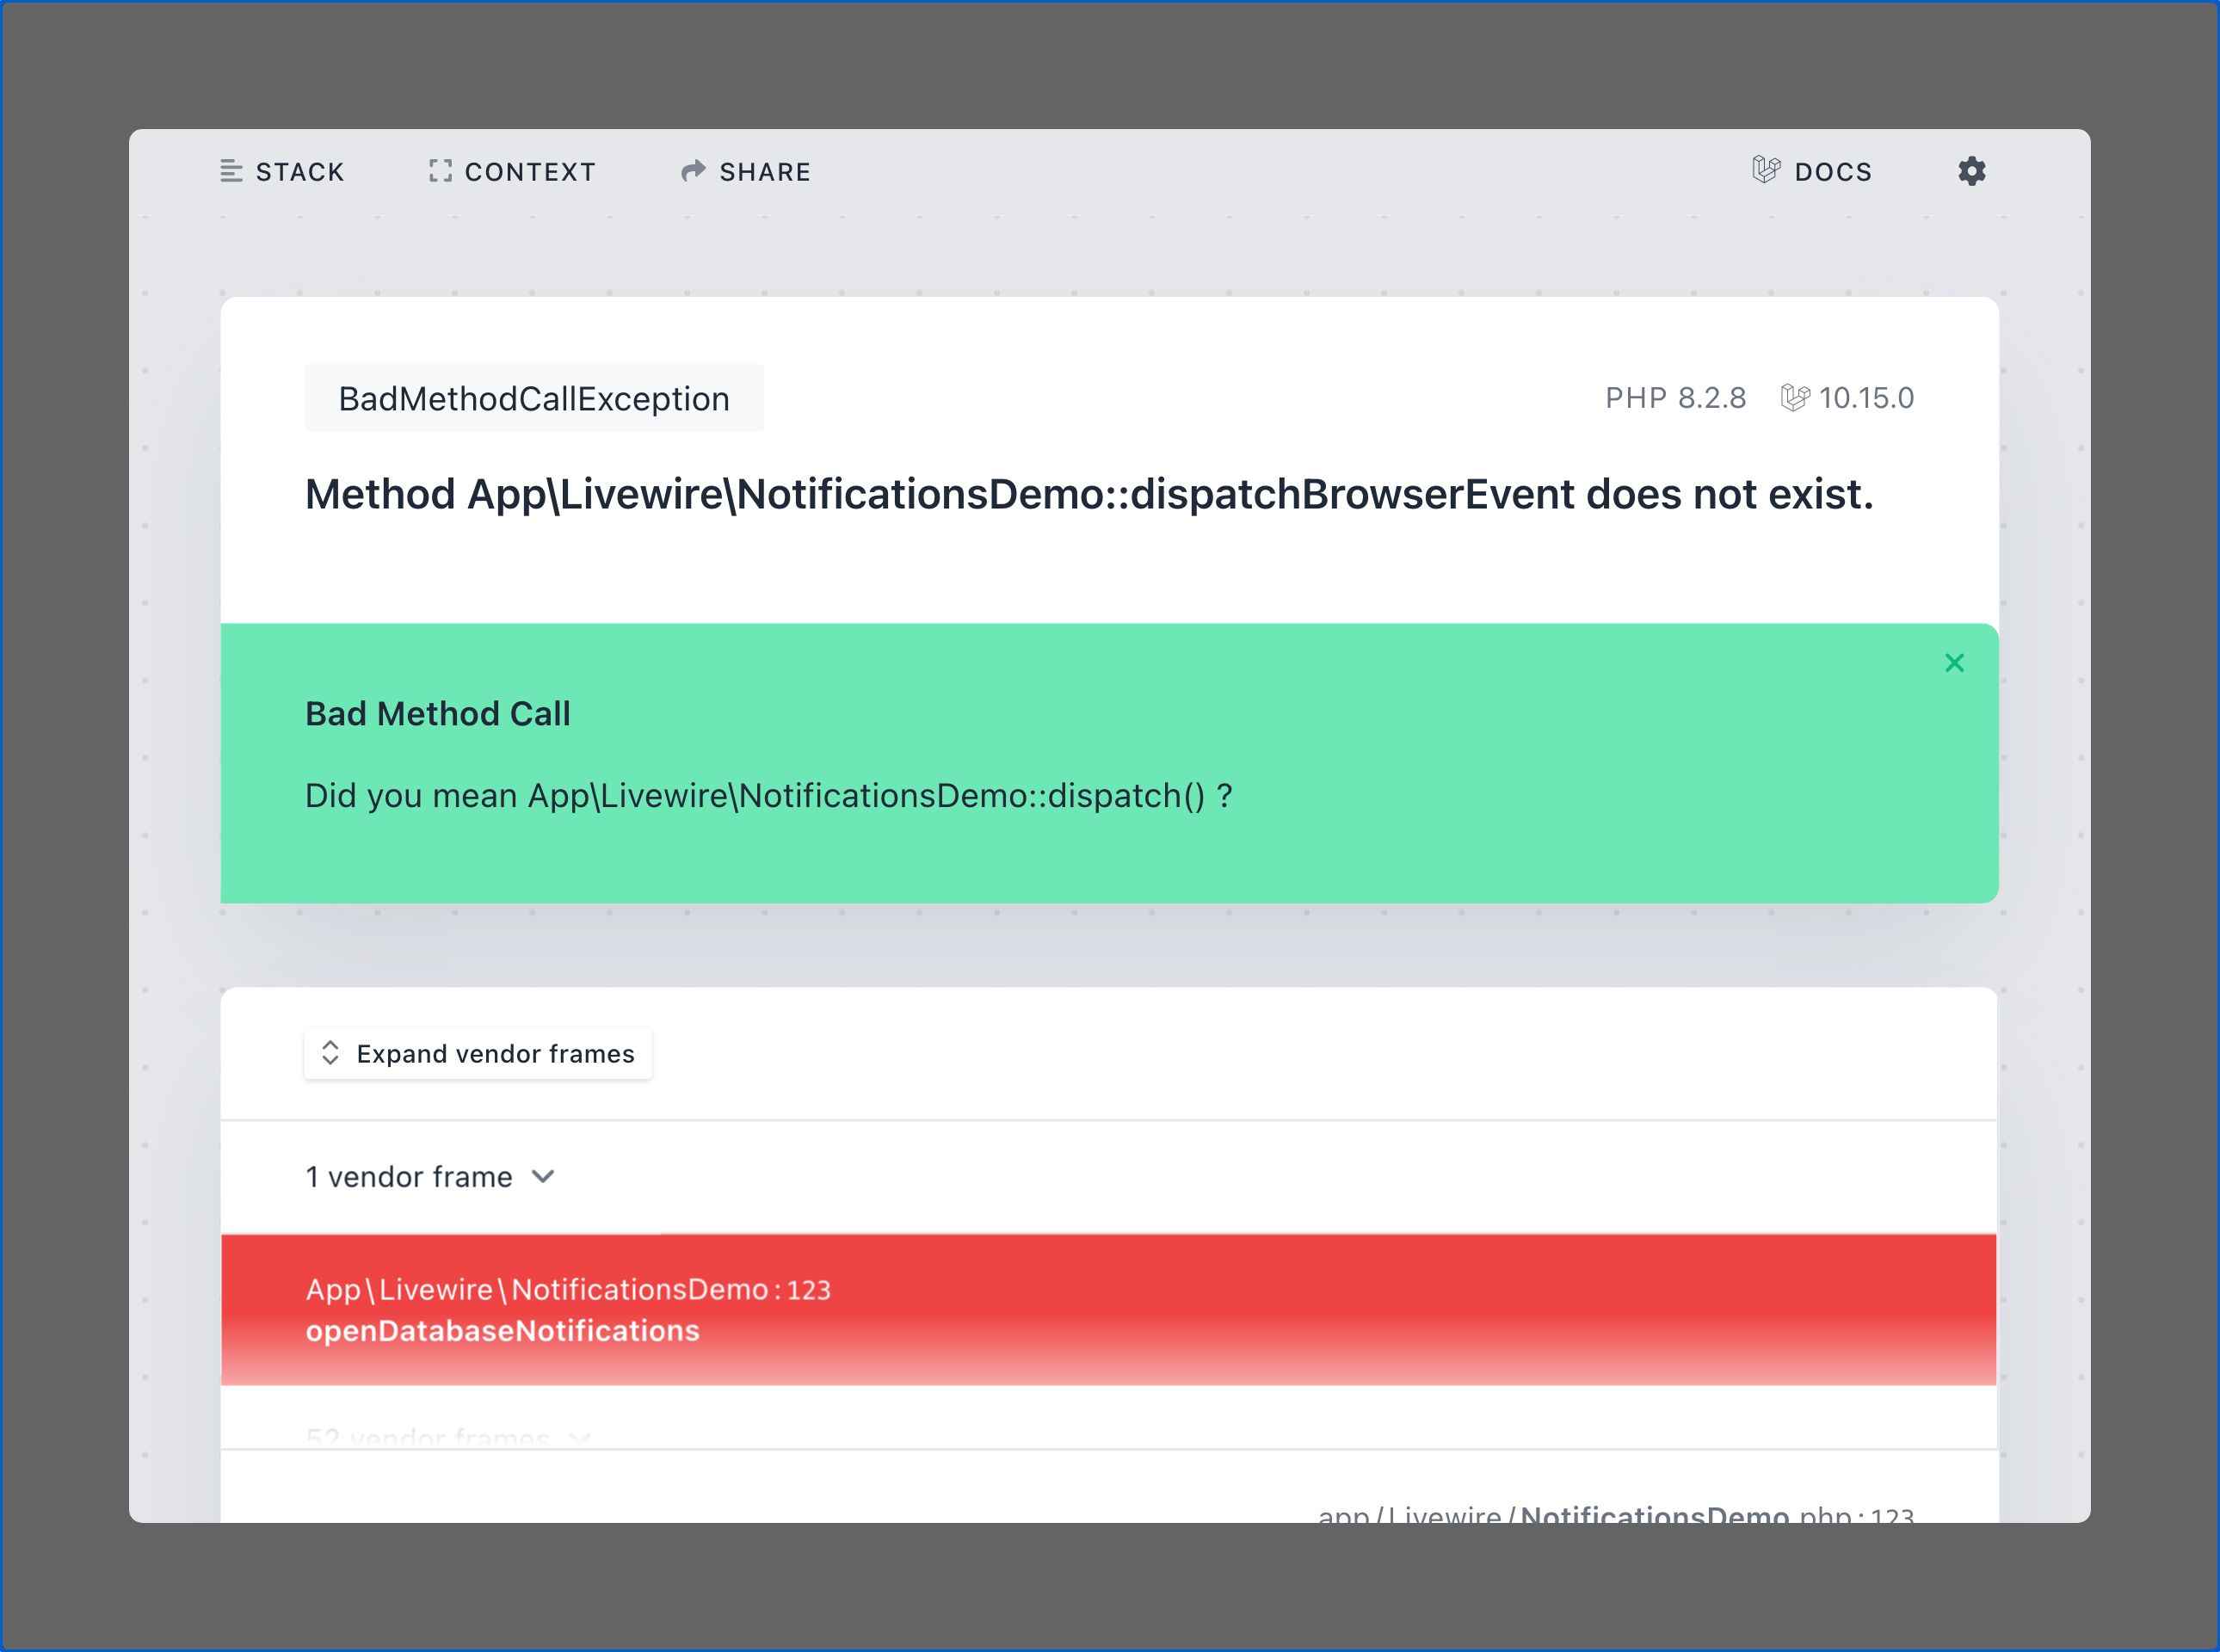 STACK CONTEXT SHARE DOCS
BadMethodCallException PHP 8.2.8 10.15.0
Method App\Livewire\NotificationsDemo::dispatchBrowserEvent does not exist.
Bad Method Call
Did you mean App\Livewire\NotificationsDemo::dispatch() ?
Expand vendor frames
1 vendor frame
App\Livewire\NotificationsDemo:123
openDatabaseNotifications
52 vendor frames
app/Livewire/NotificationsDemo.php:123